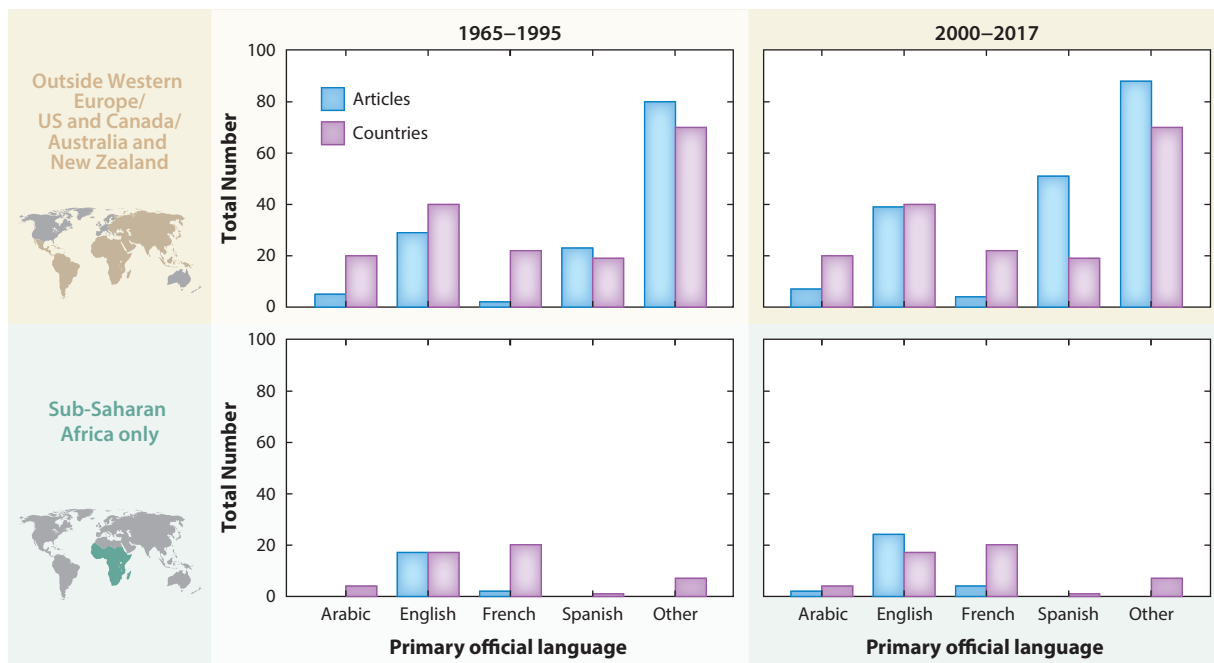 1965–1995
2000–2017
Outside Western
Europe/
US and Canada/
Australia and
New Zealand
Total Number
100
80
60
40
20
0
Articles
Countries
Sub-Saharan
Africa only
Total Number
100
80
60
40
20
0
Arabic English French Spanish Other
Arabic English French Spanish Other
Primary official language
Primary official language